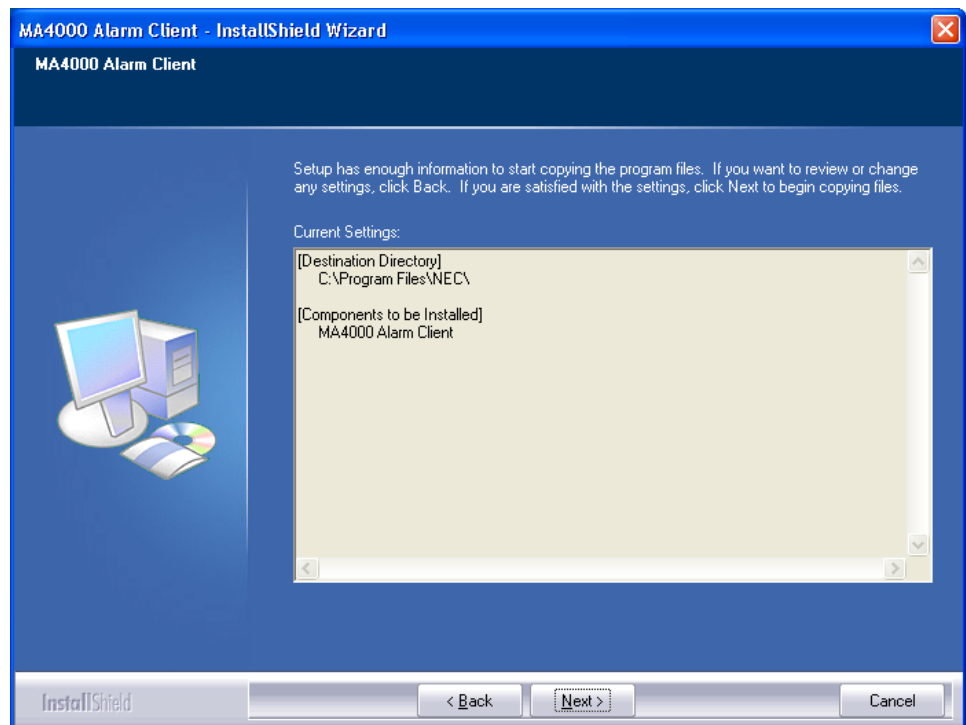 MA4000 Alarm Client - InstallShield Wizard
MA4000 Alarm Client
Setup has enough information to start copying the program files.  If you want to review or change
any settings, click Back.  If you are satisfied with the settings, click Next to begin copying files.
Current Settings:
[Destination Directory]
C:\Program Files\NEC\
[Components to be Installed]
MA4000 Alarm Client
InstallShield
< Back
Next >
Cancel